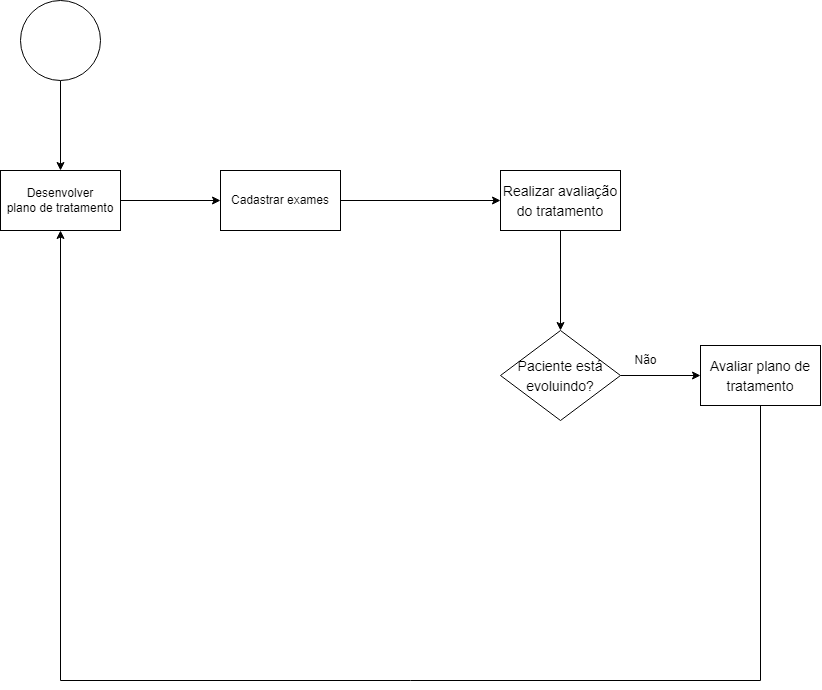 Desenvolver
plano de tratamento
Cadastrar exames
Realizar avaliação
do tratamento
Paciente está
evoluindo?
Não
Avaliar plano de
tratamento